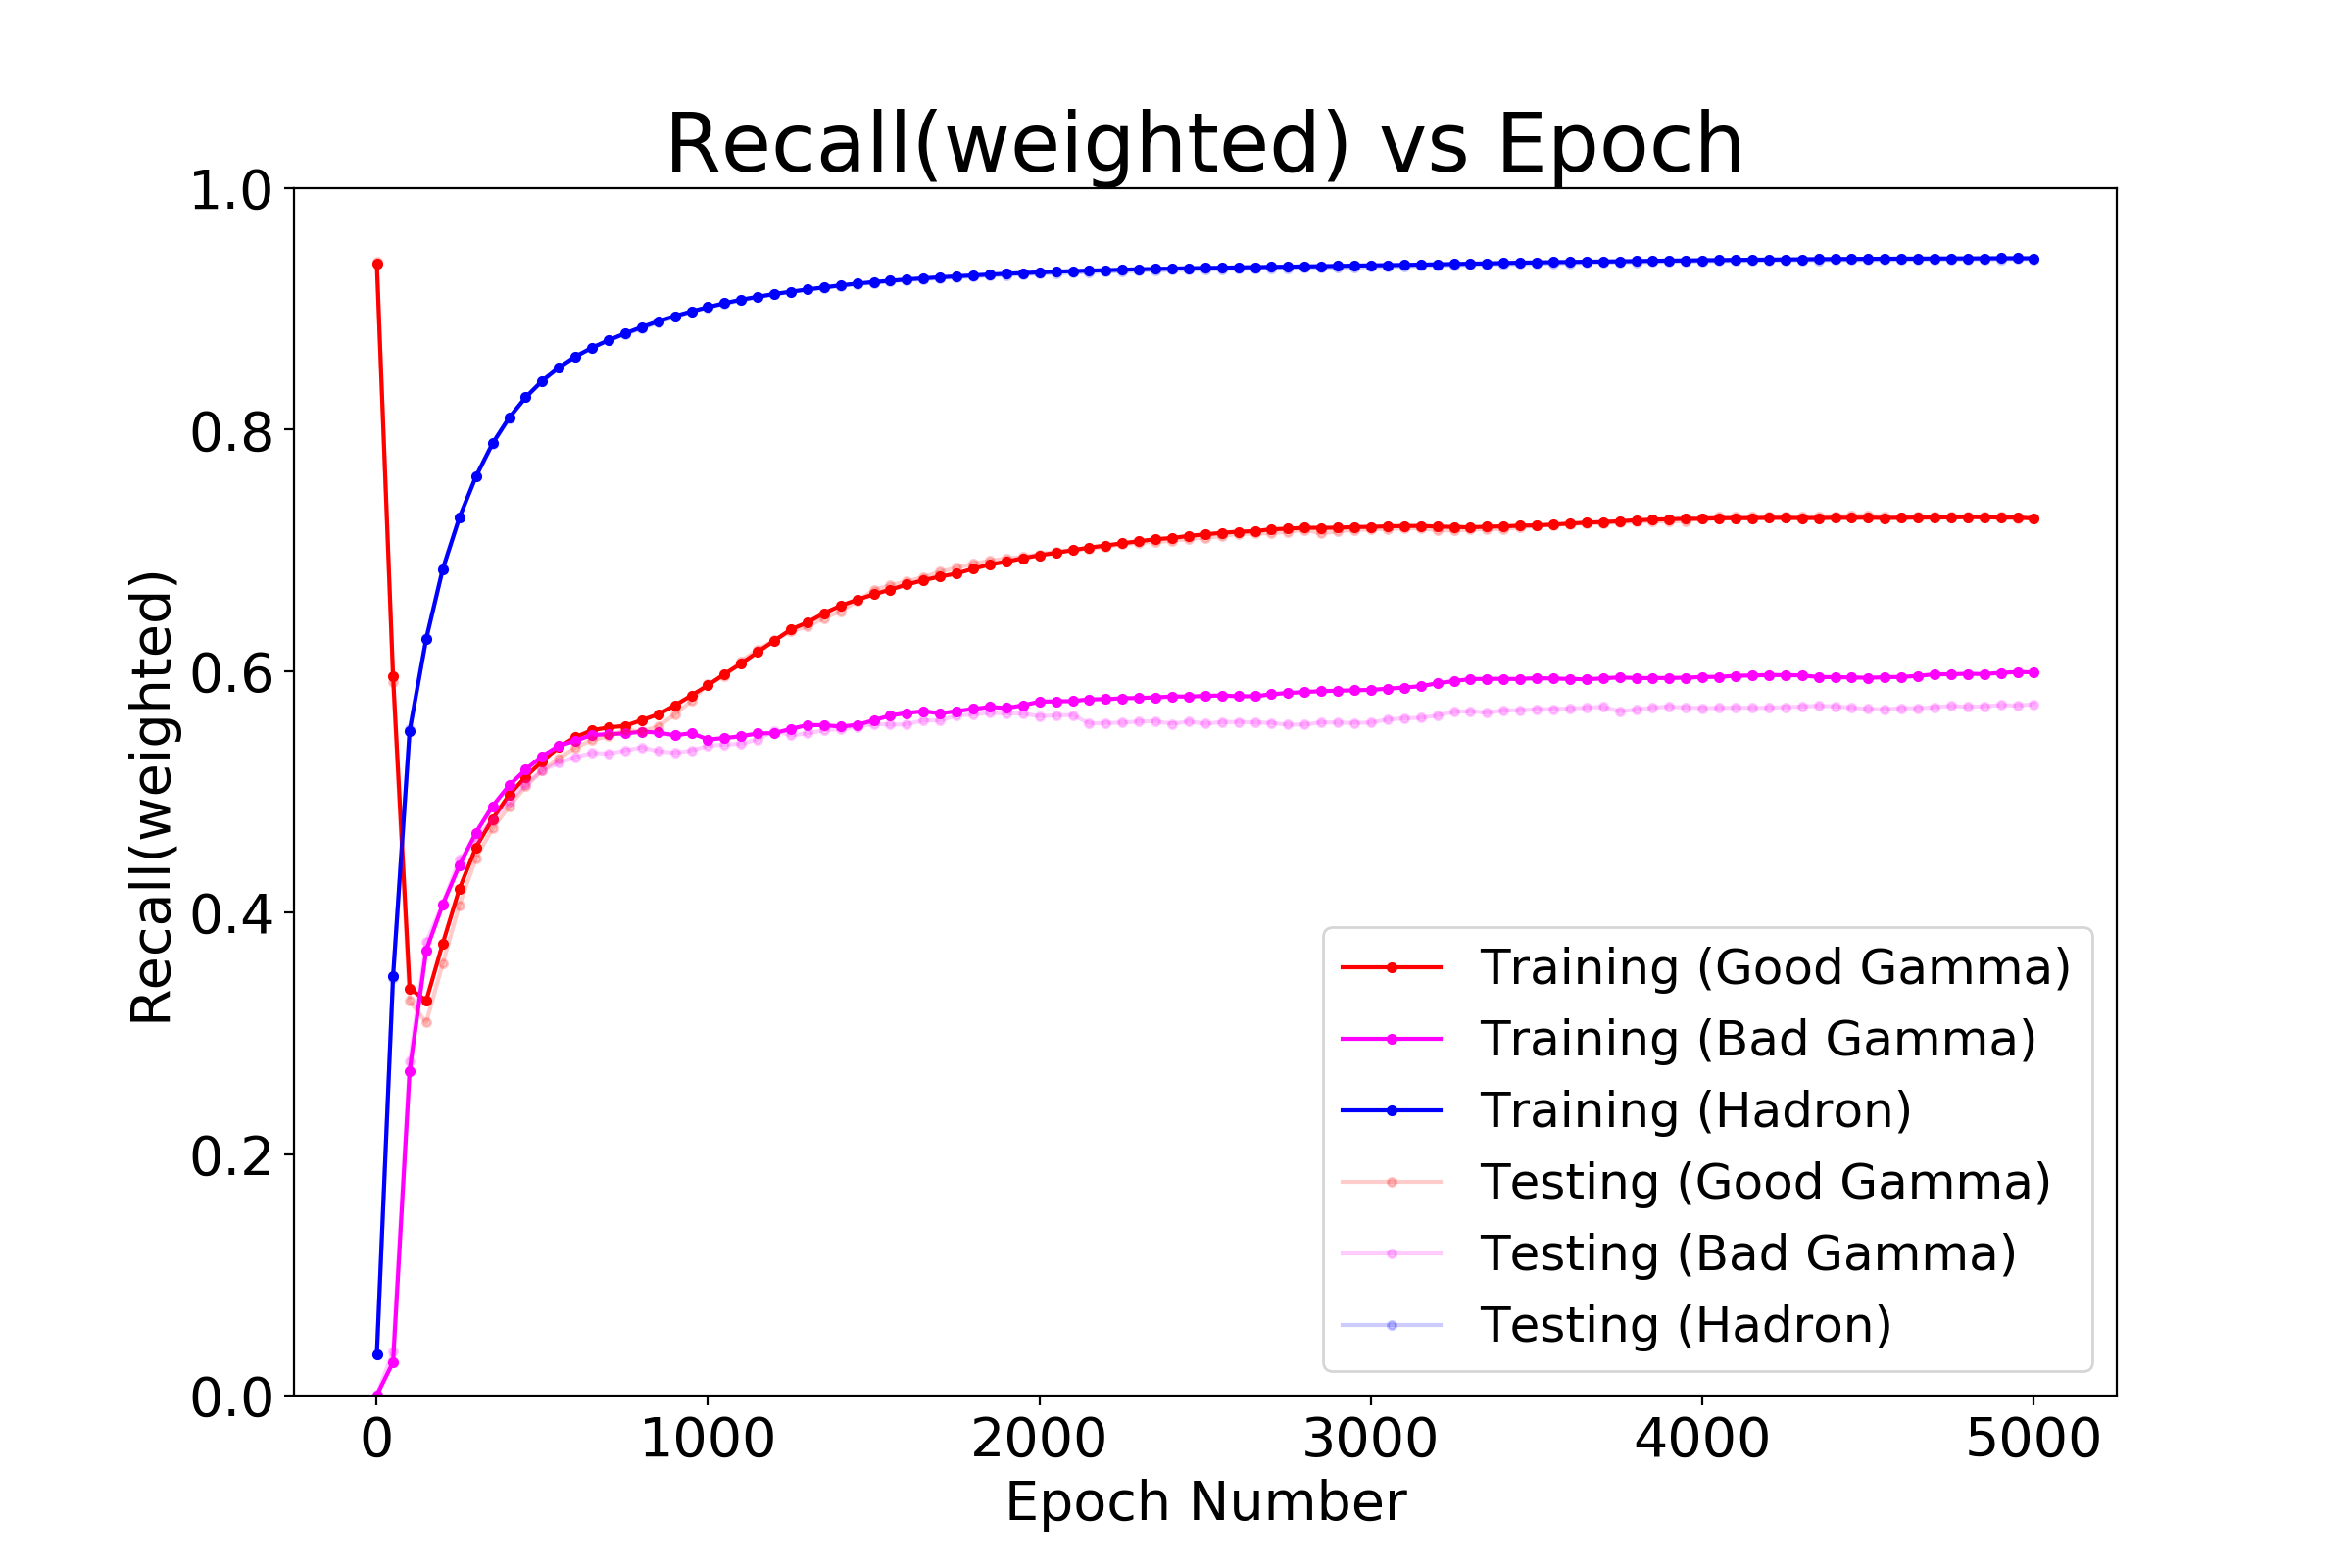 Recall(weighted) vs Epoch
Recall(weighted)
1.0
0.8
0.6
0.4
0.2
0.0
0 1000 2000 3000 4000 5000
Epoch Number
Training (Good Gamma)
Training (Bad Gamma)
Training (Hadron)
Testing (Good Gamma)
Testing (Bad Gamma)
Testing (Hadron)